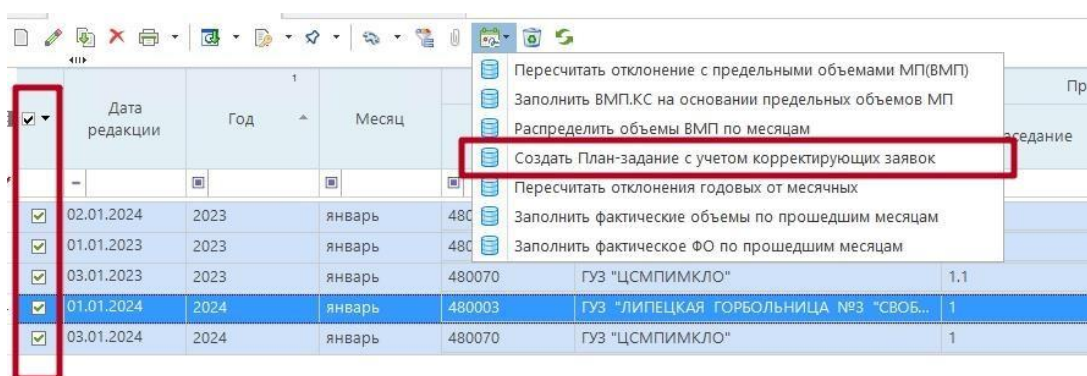 Пересчитать отклонение с предельными объемами МП(ВМП)
Заполнить ВМП.КС на основании предельных объемов МП
Распределить объемы ВМП по месяцам
Создать План-задание с учетом корректирующих заявок
Пересчитать отклонения годовых от месячных
Заполнить фактические объемы по прошедшим месяцам
Заполнить фактическое ФО по прошедшим месяцам
1
Дата редакции
Год
Месяц
Пр
аседание
02.01.2024 2023 январь 480
01.01.2023 2023 январь 480
03.01.2023 2023 январь 480070 ГУЗ "ЦСМПИМКЛО" 1.1
01.01.2024 2024 январь 480003 ГУЗ "ЛИПЕЦКАЯ ГОРБОЛЬНИЦА №3 "СВОБ... 1
03.01.2024 2024 январь 480070 ГУЗ "ЦСМПИМКЛО" 1